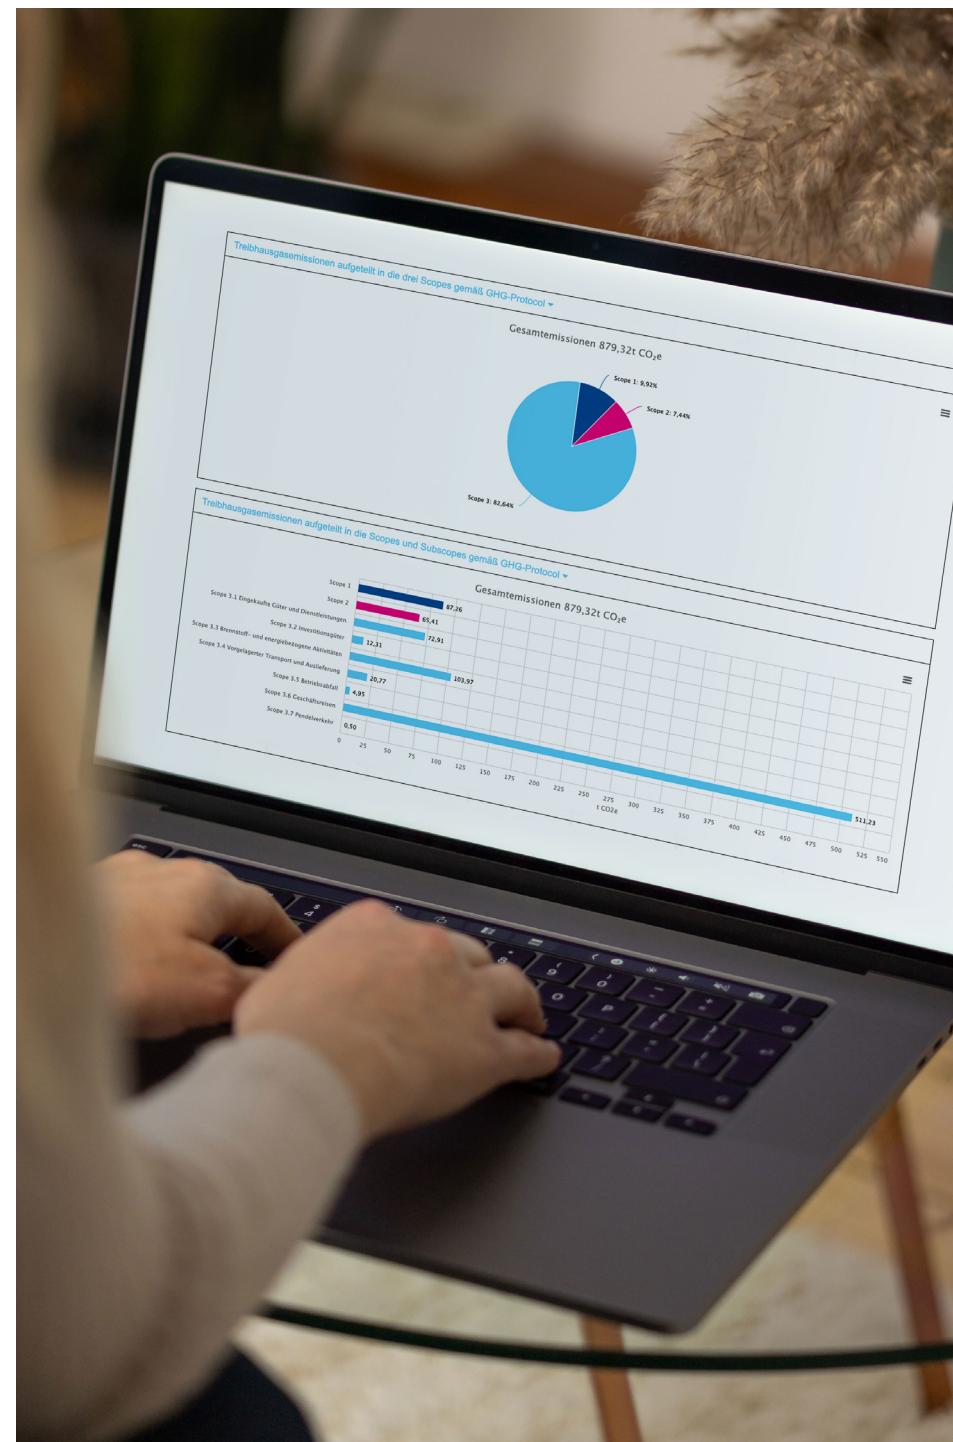 Treibhausgasemissionen aufgeteilt in die drei Scopes gemäß GHG-Protocol
Gesamtemissionen 879,32t CO₂e
Scope 1: 9,92%
Scope 2: 7,44%
Scope 3: 82,64%
Treibhausgasemissionen aufgeteilt in die Scopes und Subscopes gemäß GHG-Protocol
Gesamtemissionen 879,32t CO₂e
Scope 1
87,26
Scope 2
65,41
Scope 3.1 Eingekaufte Güter und Dienstleistungen
72,91
Scope 3.2 Investitionsgüter
12,31
Scope 3.3 Brennstoff- und energiebezogene Aktivitäten
103,97
Scope 3.4 Vorgelagerter Transport und Auslieferung
20,77
Scope 3.5 Betriebsabfall
4,95
Scope 3.6 Geschäftsreisen
511,23
Scope 3.7 Pendelverkehr
0,50
0 25 50 75 100 125 150 175 200 225 250 275 300 325 350 375 400 425 450 475 500 525 550
t CO2e